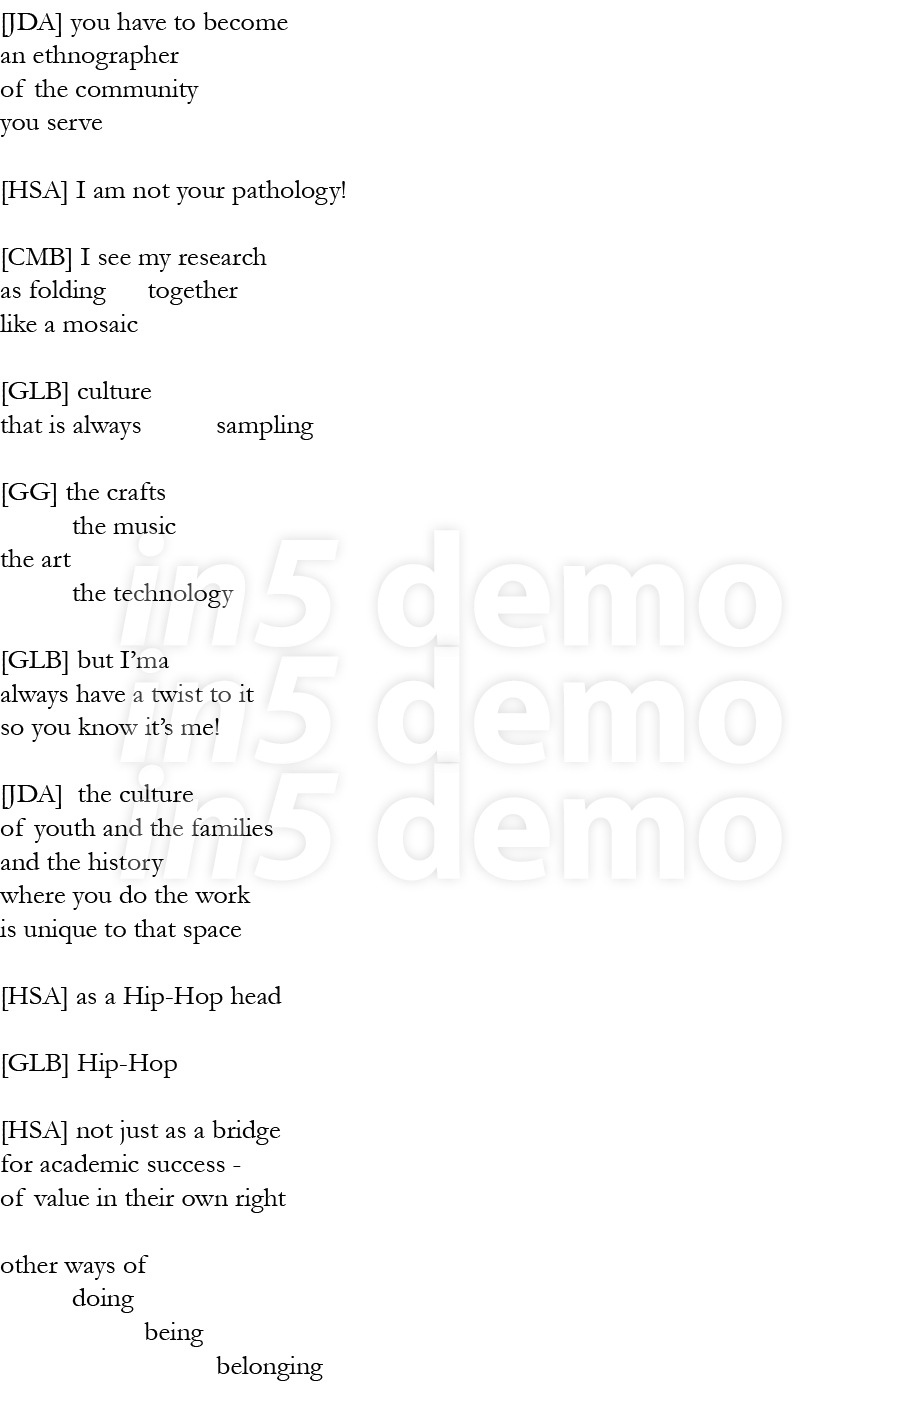 [JDA] you have to become
an ethnographer
of the community
you serve
[HSA] I am not your pathology!
[CMB] I see my research
as folding together
like a mosaic
[GLB] culture
that is always sampling
[GG] the crafts
the music
the art
the technology
[GLB] but I’ma
always have a twist to it
so you know it’s me!
[JDA] the culture
of youth and the families
and the history
where you do the work
is unique to that space
[HSA] as a Hip-Hop head
[GLB] Hip-Hop
[HSA] not just as a bridge
for academic success -
of value in their own right
other ways of
doing
being
belonging
in5 demo
in5 demo
in5 demo